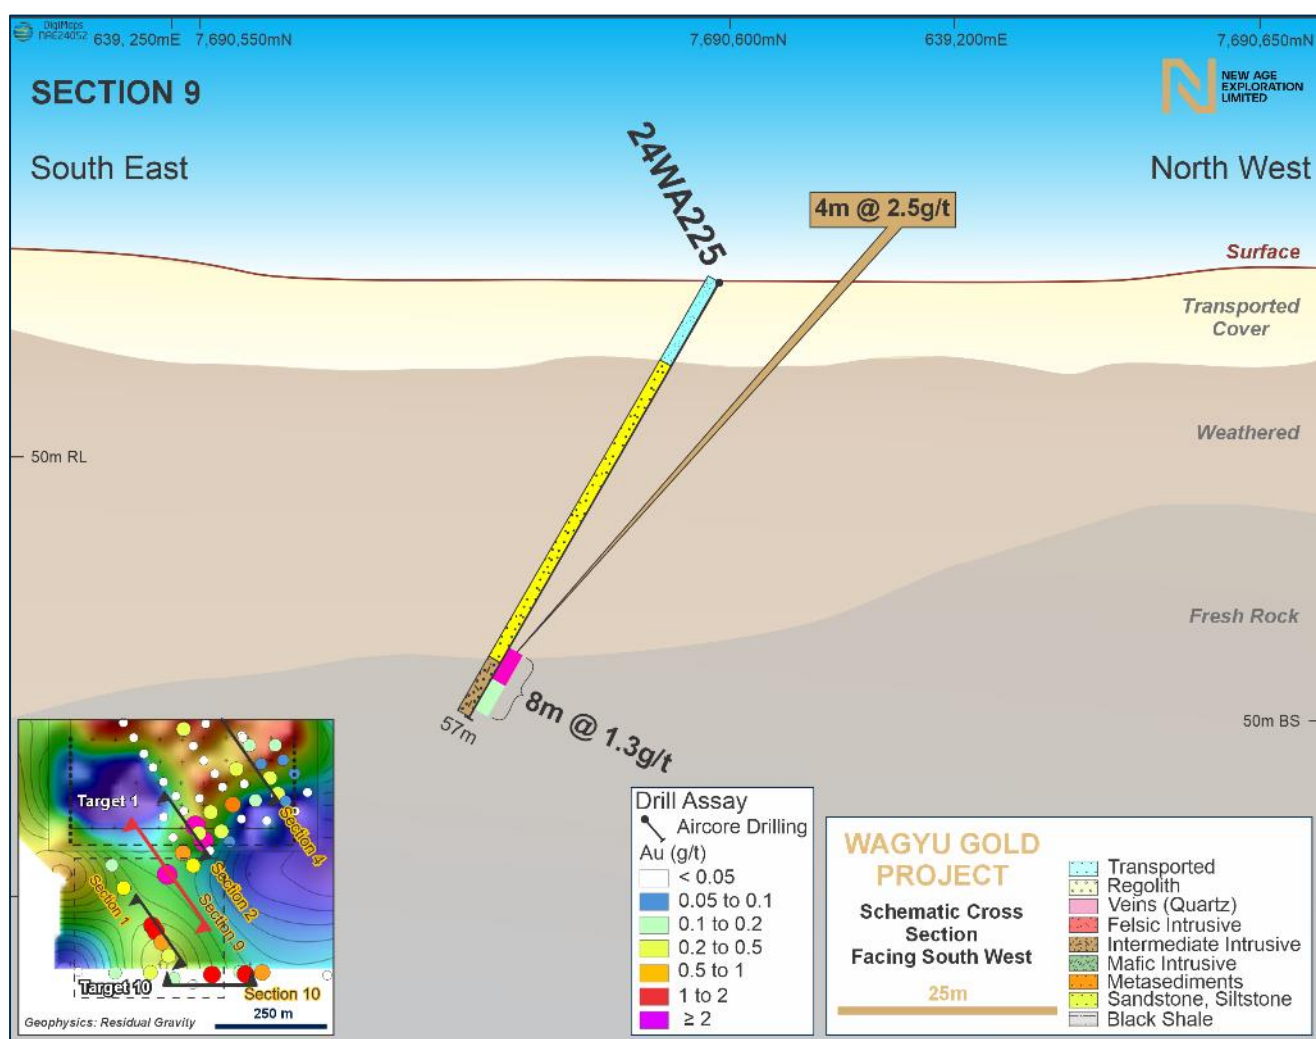 DigiMaps
NAE24052
639, 250mE
7,690,550mN
7,690,600mN
639,200mE
7,690,650mN
SECTION 9
NEW AGE
EXPLORATION
LIMITED
South East
North West
24WA225
4m @ 2.5g/t
Surface
Transported
Cover
Weathered
50m RL
Fresh Rock
57m
8m @ 1.3g/t
50m BS
Target 1
Section 4
Section 1
Section 2
Section 9
Target 10
Section 10
Geophysics: Residual Gravity
250 m
Drill Assay
Aircore Drilling
Au (g/t)
< 0.05
0.05 to 0.1
0.1 to 0.2
0.2 to 0.5
0.5 to 1
1 to 2
≥ 2
WAGYU GOLD
PROJECT
Schematic Cross
Section
Facing South West
25m
Transported
Regolith
Veins (Quartz)
Felsic Intrusive
Intermediate Intrusive
Mafic Intrusive
Metasediments
Sandstone, Siltstone
Black Shale